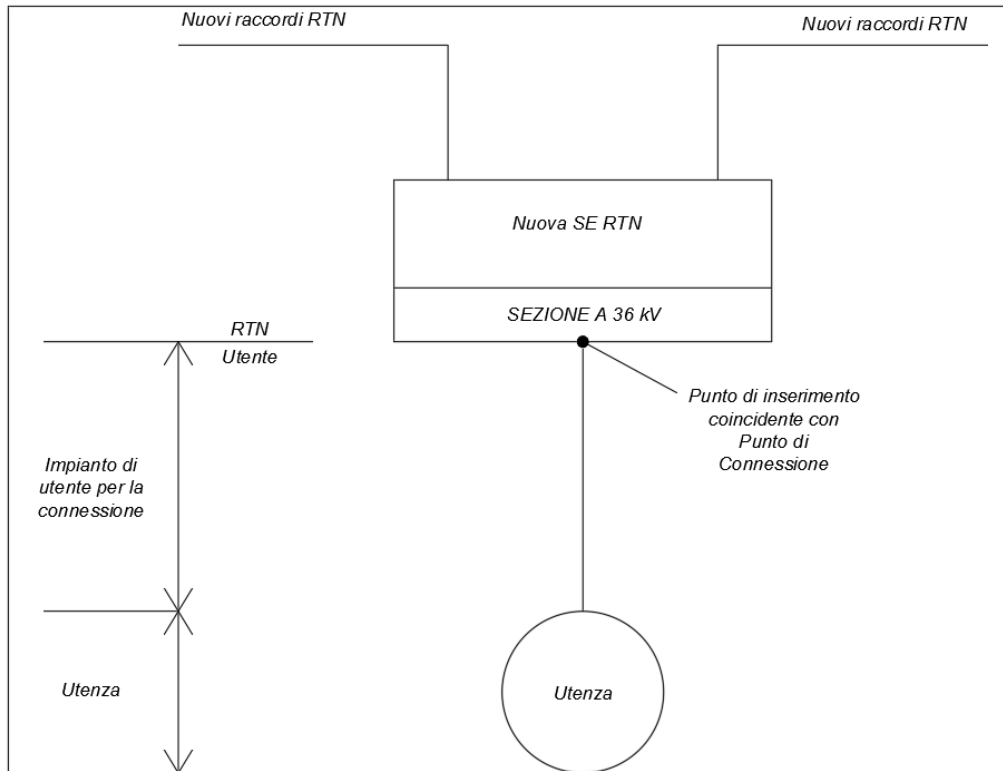 Nuovi raccordi RTN
Nuovi raccordi RTN
Nuova SE RTN
SEZIONE A 36 kV
RTN
Utente
Punto di inserimento
coincidente con
Punto di
Connessione
Impianto di
utente per la
connessione
Utenza
Utenza